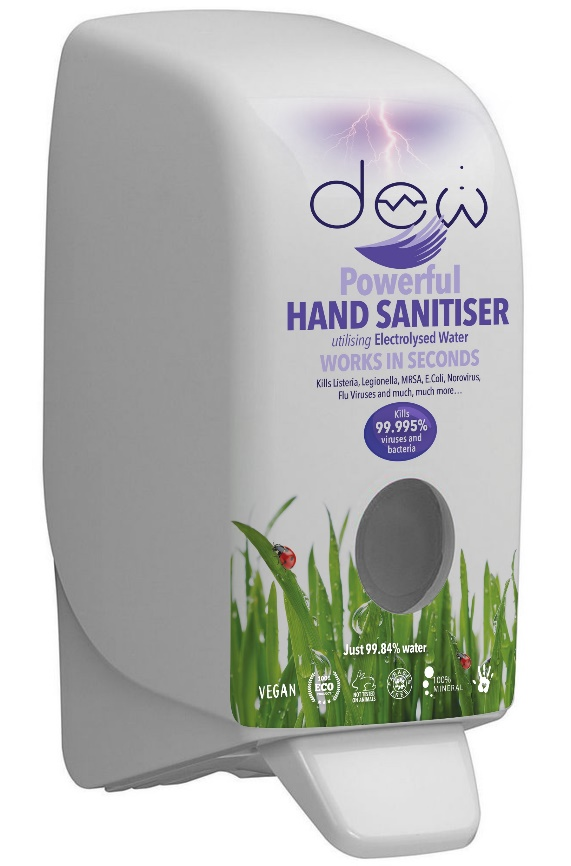 dew
Powerful
HAND SANITISER
utilising Electrolysed Water
WORKS IN SECONDS
Kills Listeria, Legionella, MRSA, E.Coli, Norovirus,
Flu Viruses and much, much more...
Kills
99.995%
viruses and
bacteria
Just 99.84% water
VEGAN
100%
ECO
NOT TESTED
ON ANIMALS
100%
MINERAL